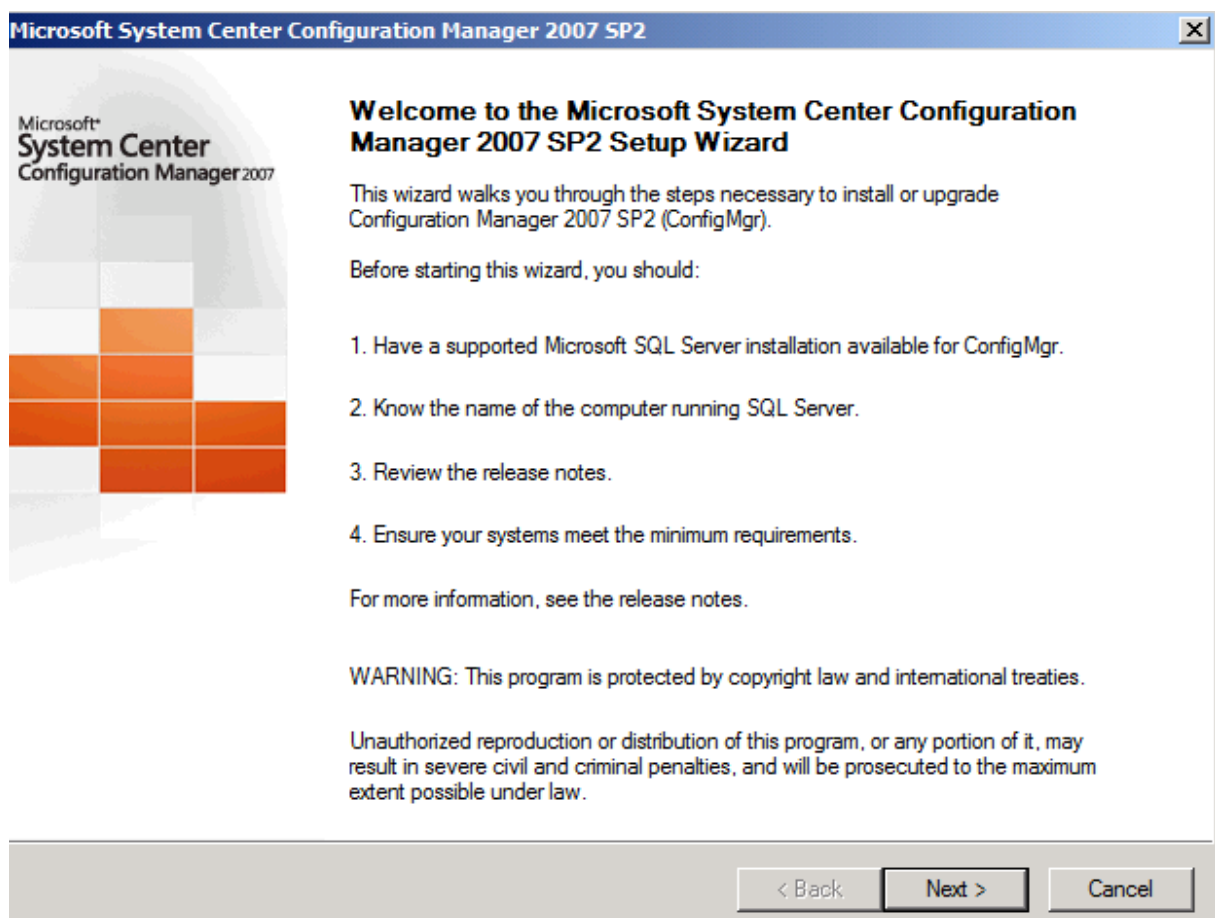 Microsoft System Center Configuration Manager 2007 SP2
Microsoft
System Center
Configuration Manager 2007
Welcome to the Microsoft System Center Configuration
Manager 2007 SP2 Setup Wizard
This wizard walks you through the steps necessary to install or upgrade
Configuration Manager 2007 SP2 (ConfigMgr).
Before starting this wizard, you should:
1. Have a supported Microsoft SQL Server installation available for ConfigMgr.
2. Know the name of the computer running SQL Server.
3. Review the release notes.
4. Ensure your systems meet the minimum requirements.
For more information, see the release notes.
WARNING: This program is protected by copyright law and international treaties.
Unauthorized reproduction or distribution of this program, or any portion of it, may
result in severe civil and criminal penalties, and will be prosecuted to the maximum
extent possible under law.
< Back Next > Cancel